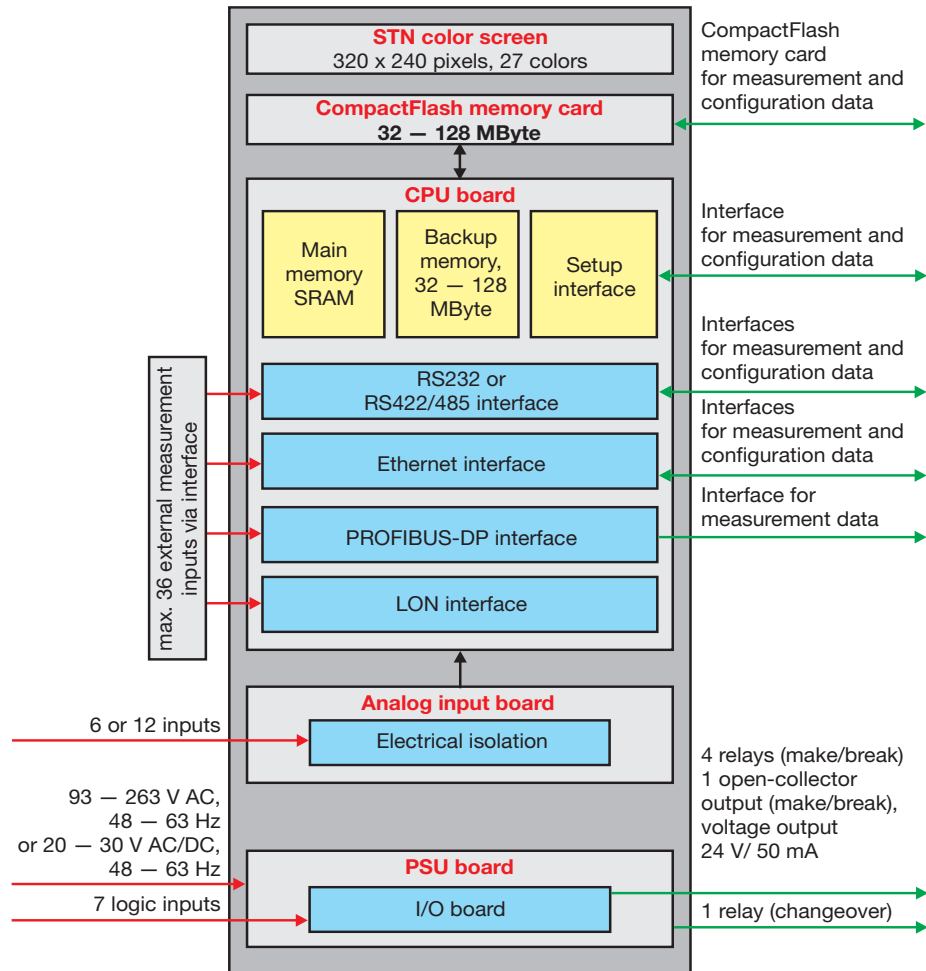 STN color screen
320 x 240 pixels, 27 colors
CompactFlash memory card
32 — 128 MByte
CompactFlash
memory card
for measurement and
configuration data
CPU board
Main
memory
SRAM
Backup
memory,
32 — 128
MByte
Setup
interface
Interface
for measurement and
configuration data
max. 36 external measurement
inputs via interface
RS232 or
RS422/485 interface
Interfaces
for measurement and
configuration data
Ethernet interface
Interfaces
for measurement and
configuration data
PROFIBUS-DP interface
Interface for
measurement data
LON interface
Analog input board
6 or 12 inputs
Electrical isolation
93 — 263 V AC,
48 — 63 Hz
or 20 — 30 V AC/DC,
48 — 63 Hz
4 relays (make/break)
1 open-collector
output (make/break),
voltage output
24 V/ 50 mA
PSU board
7 logic inputs
I/O board
1 relay (changeover)